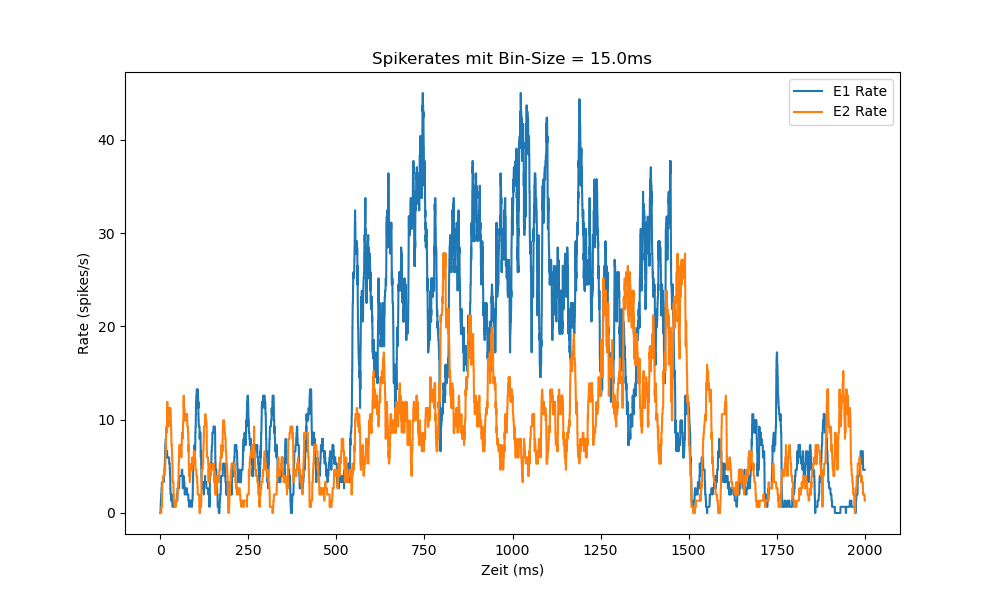 Spikerates mit Bin-Size = 15.0ms
E1 Rate
E2 Rate
Rate (spikes/s)
40
30
20
10
0
0 250 500 750 1000 1250 1500 1750 2000
Zeit (ms)